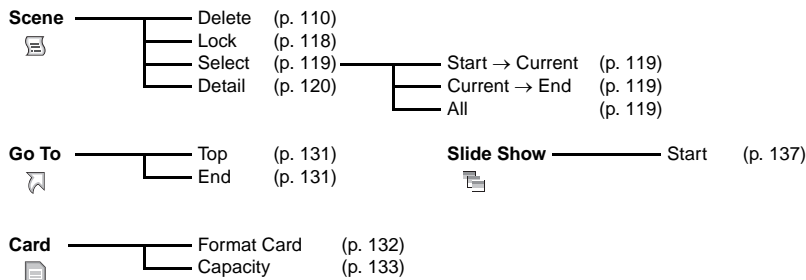 Scene Delete (p. 110)
Lock (p. 118)
Select (p. 119) Start → Current (p. 119)
Detail (p. 120) Current → End (p. 119)
All (p. 119)
Go To Top (p. 131) Slide Show Start (p. 137)
End (p. 131)
Card Format Card (p. 132)
Capacity (p. 133)